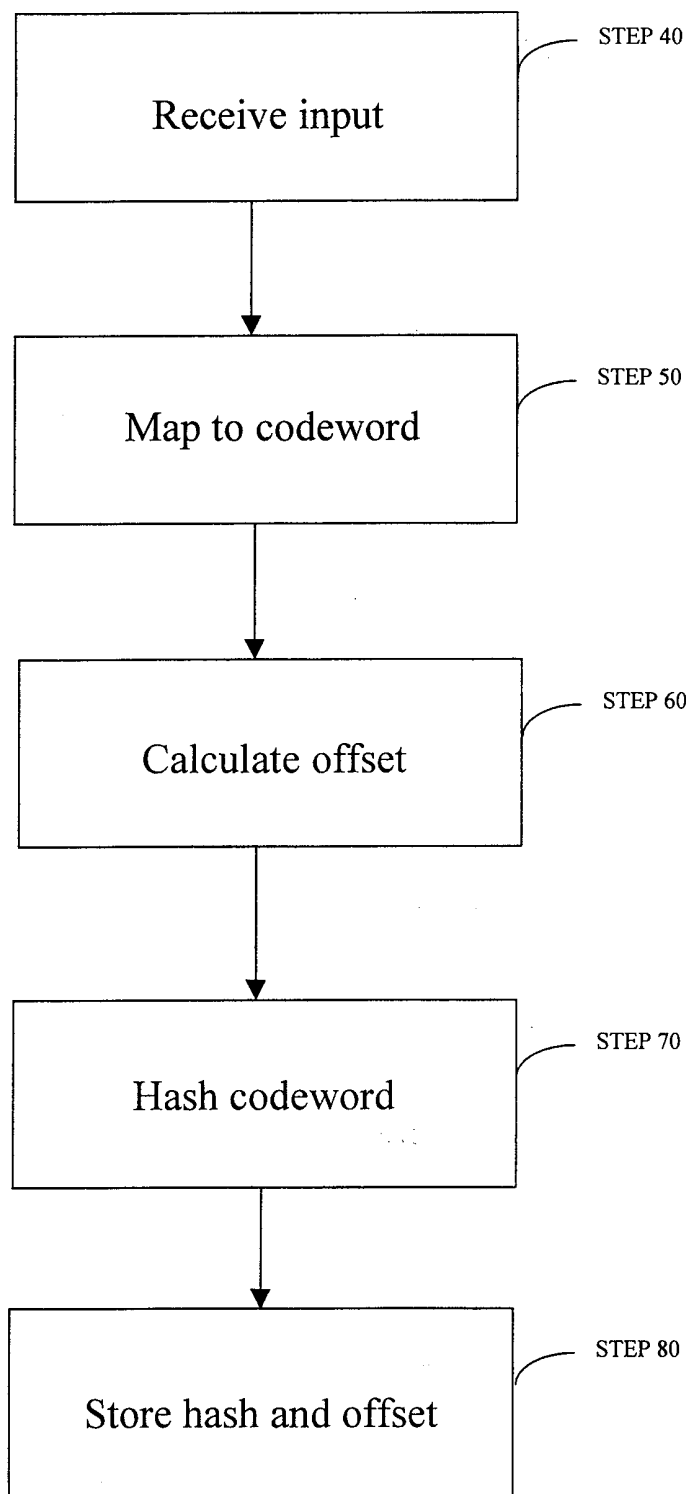 STEP 40
Receive input
STEP 50
Map to codeword
STEP 60
Calculate offset
STEP 70
Hash codeword
STEP 80
Store hash and offset